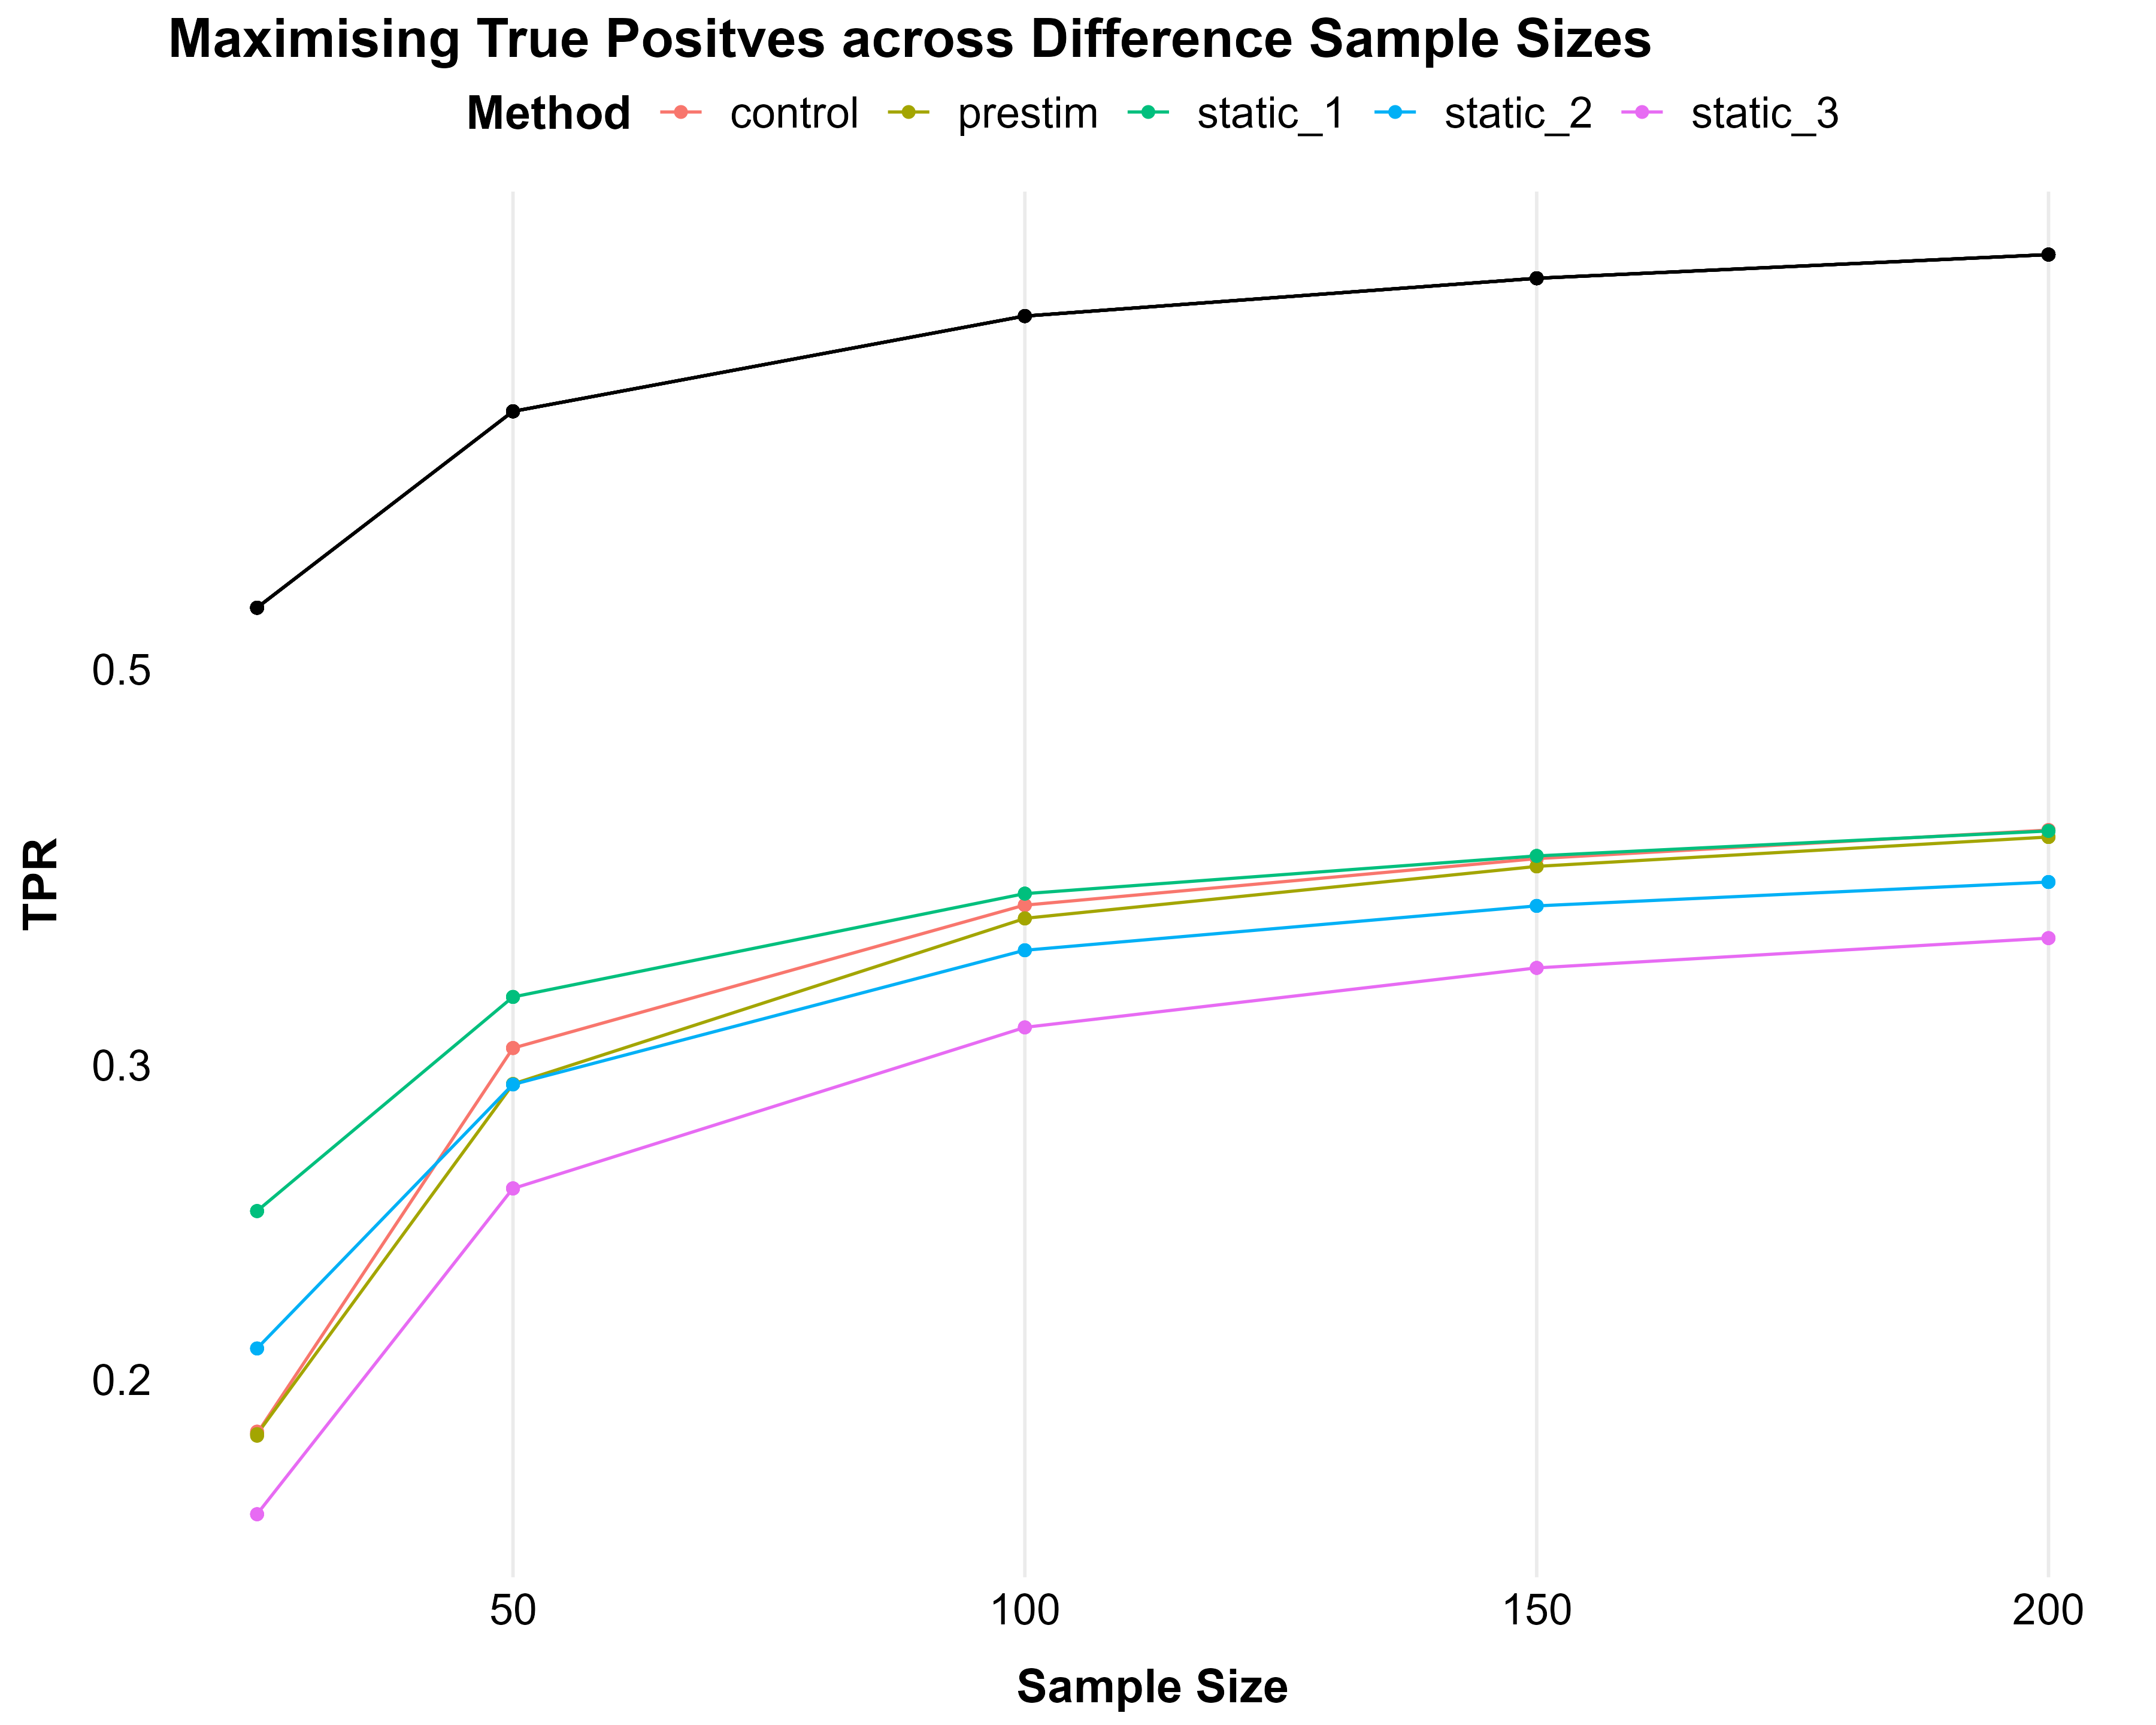 Maximising True Positves across Difference Sample Sizes
Method control prestim static_1 static_2 static_3
TPR
0.5
0.3
0.2
50 100 150 200
Sample Size